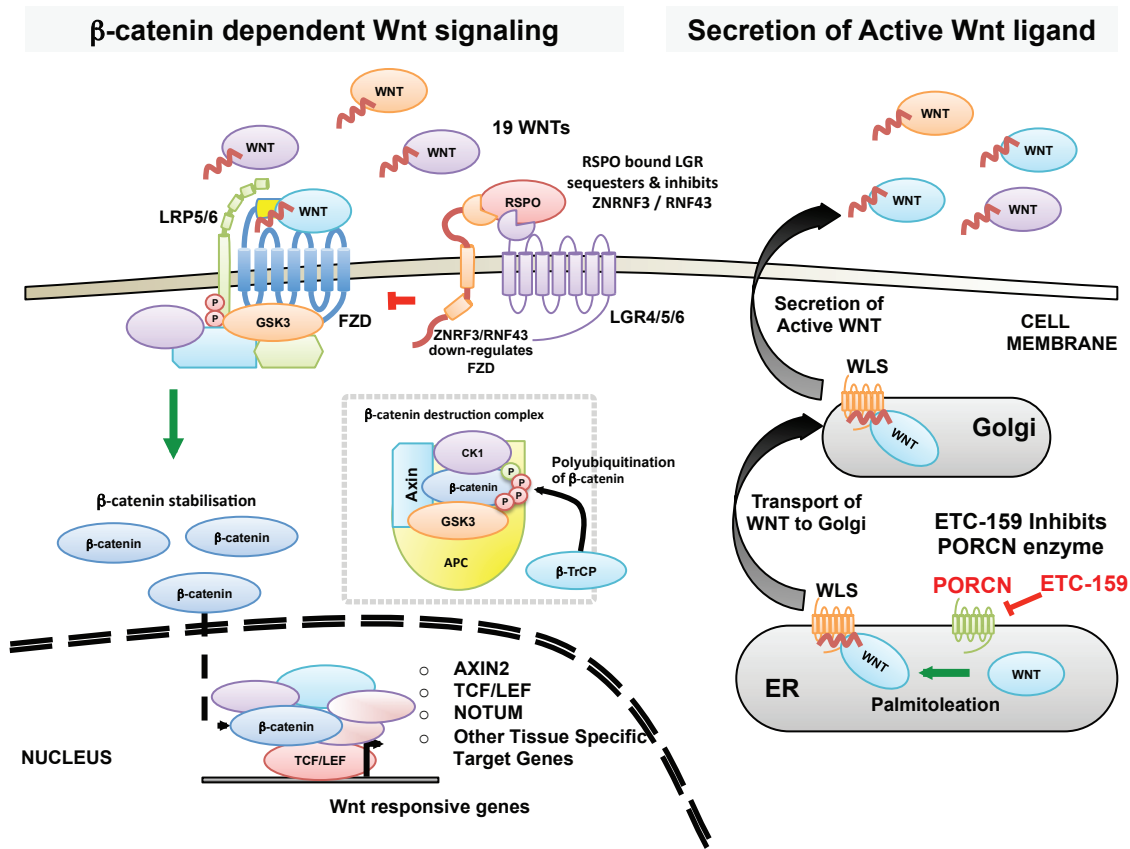 β-catenin dependent Wnt signaling
WNT
WNT
19 WNTs
WNT
RSPO bound LGR
sequesters & inhibits
ZNRNF3 / RNF43
LRP5/6
WNT
RSPO
P
P
GSK3
FZD
LGR4/5/6
ZNRF3/RNF43
down-regulates
FZD
β-catenin destruction complex
CK1
Axin
β-catenin
P
P
P
P
GSK3
APC
Polyubiquitination
of β-catenin
β-TrCP
β-catenin stabilisation
β-catenin
β-catenin
β-catenin
NUCLEUS
β-catenin
TCF/LEF
○ AXIN2
○ TCF/LEF
○ NOTUM
○ Other Tissue Specific
Target Genes
Wnt responsive genes
Secretion of Active Wnt ligand
WNT
WNT
WNT
WNT
Secretion of
Active WNT
CELL
MEMBRANE
WLS
WNT
Golgi
Transport of
WNT to Golgi
ETC-159 Inhibits
PORCN enzyme
WLS
PORCN
ETC-159
ER
WNT
WNT
Palmitoleation